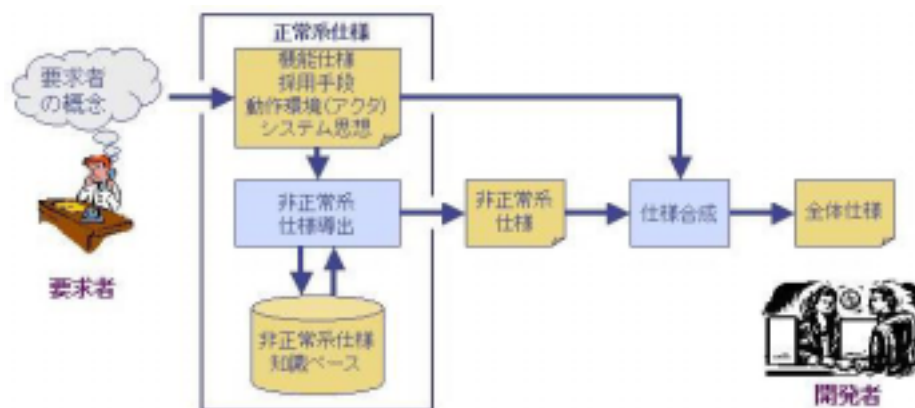 正常系仕様
要求者
の概念
機能仕様
採用手段
動作環境(アクタ)
システム思想
非正常系
仕様導出
非正常系
仕様
仕様合成
全体仕様
要求者
非正常系仕様
知識ベース
開発者